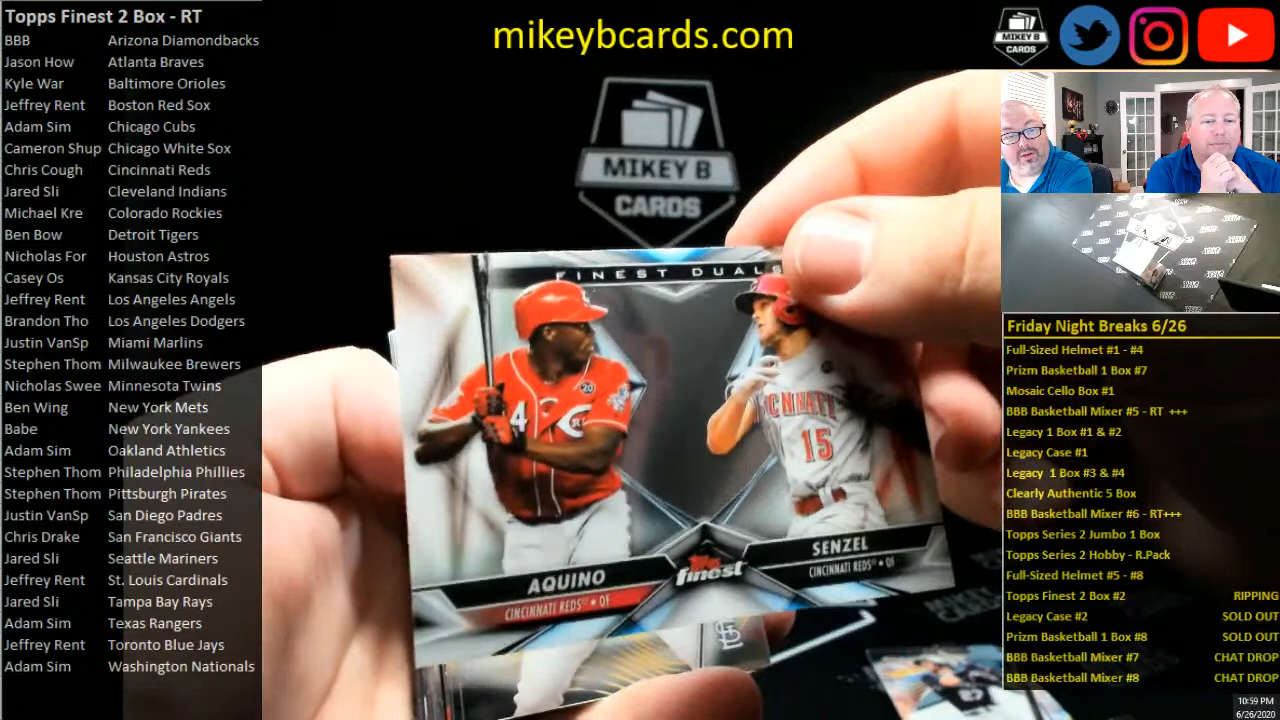 Topps Finest 2 Box - RT
BBB Arizona Diamondbacks
Jason How Atlanta Braves
Kyle War Baltimore Orioles
Jeffrey Rent Boston Red Sox
Adam Sim Chicago Cubs
Cameron Shup Chicago White Sox
Chris Cough Cincinnati Reds
Jared Sli Cleveland Indians
Michael Kre Colorado Rockies
Ben Bow Detroit Tigers
Nicholas For Houston Astros
Casey Os Kansas City Royals
Jeffrey Rent Los Angeles Angels
Brandon Tho Los Angeles Dodgers
Justin VanSp Miami Marlins
Stephen Thom Milwaukee Brewers
Nicholas Swee Minnesota Twins
Ben Wing New York Mets
Babe New York Yankees
Adam Sim Oakland Athletics
Stephen Thom Philadelphia Phillies
Stephen Thom Pittsburgh Pirates
Justin VanSp San Diego Padres
Chris Drake San Francisco Giants
Jared Sli Seattle Mariners
Jeffrey Rent St. Louis Cardinals
Jared Sli Tampa Bay Rays
Adam Sim Texas Rangers
Jeffrey Rent Toronto Blue Jays
Adam Sim Washington Nationals
mikeybcards.com
MIKEY B
CARDS
FINEST DUALS
4
15
AQUINO
CINCINNATI REDS • OF
Topps
finest
SENZEL
CINCINNATI REDS • OF
MIKEY B
CARDS
Friday Night Breaks 6/26
Full-Sized Helmet #1 - #4
Prizm Basketball 1 Box #7
Mosaic Cello Box #1
BBB Basketball Mixer #5 - RT +++
Legacy 1 Box #1 & #2
Legacy Case #1
Legacy 1 Box #3 & #4
Clearly Authentic 5 Box
BBB Basketball Mixer #6 - RT+++
Topps Series 2 Jumbo 1 Box
Topps Series 2 Hobby - R.Pack
Full-Sized Helmet #5 - #8
Topps Finest 2 Box #2 RIPPING
Legacy Case #2 SOLD OUT
Prizm Basketball 1 Box #8 SOLD OUT
BBB Basketball Mixer #7 CHAT DROP
BBB Basketball Mixer #8 CHAT DROP
10:59 PM
6/26/2020